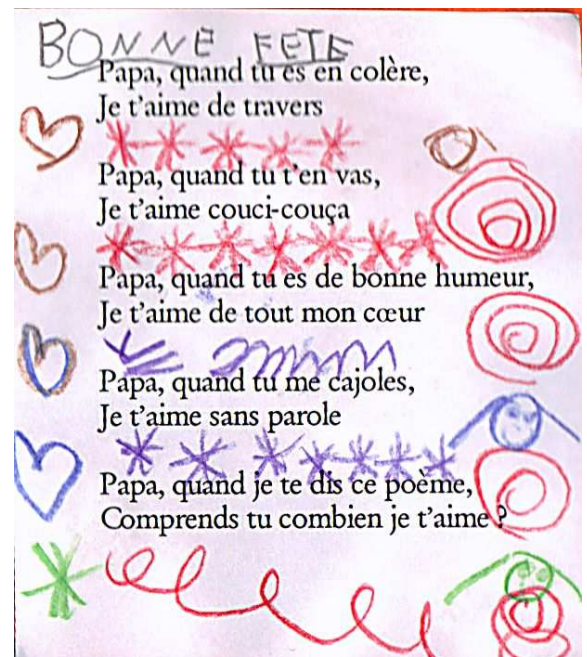 BONNE FETE
Papa, quand tu es en colère,
Je t'aime de travers
Papa, quand tu t'en vas,
Je t'aime couci-couça
Papa, quand tu es de bonne humeur,
Je t'aime de tout mon cœur
Papa, quand tu me cajoles,
Je t'aime sans parole
Papa, quand je te dis ce poème,
Comprends tu combien je t'aime ?